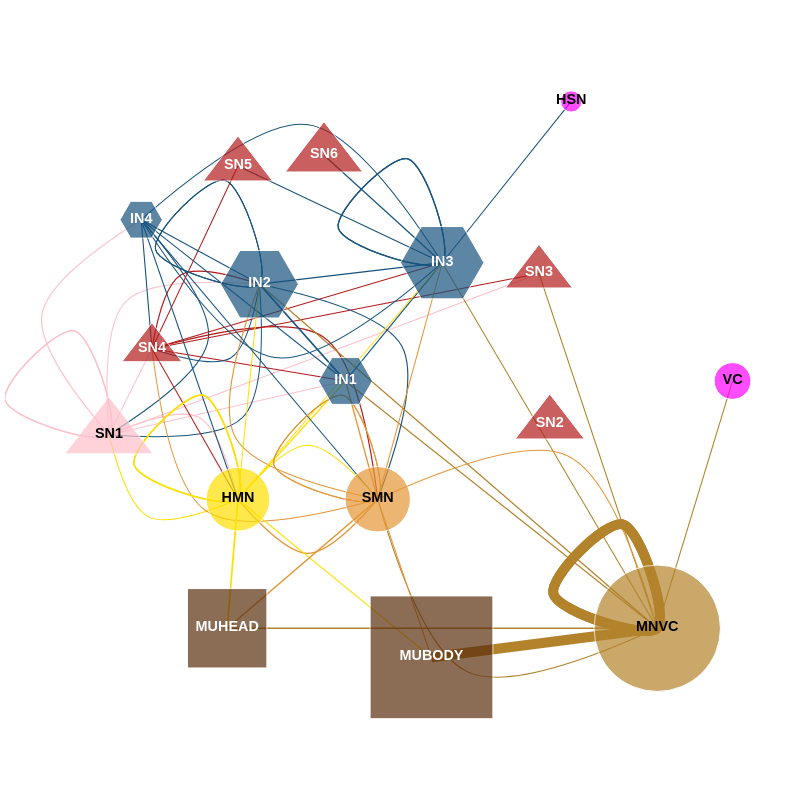 HSN
SN6
SN5
IN4
IN3
SN3
IN2
SN4
IN1
VC
SN2
SN1
HMN
SMN
MUHEAD
MNVC
MUBODY